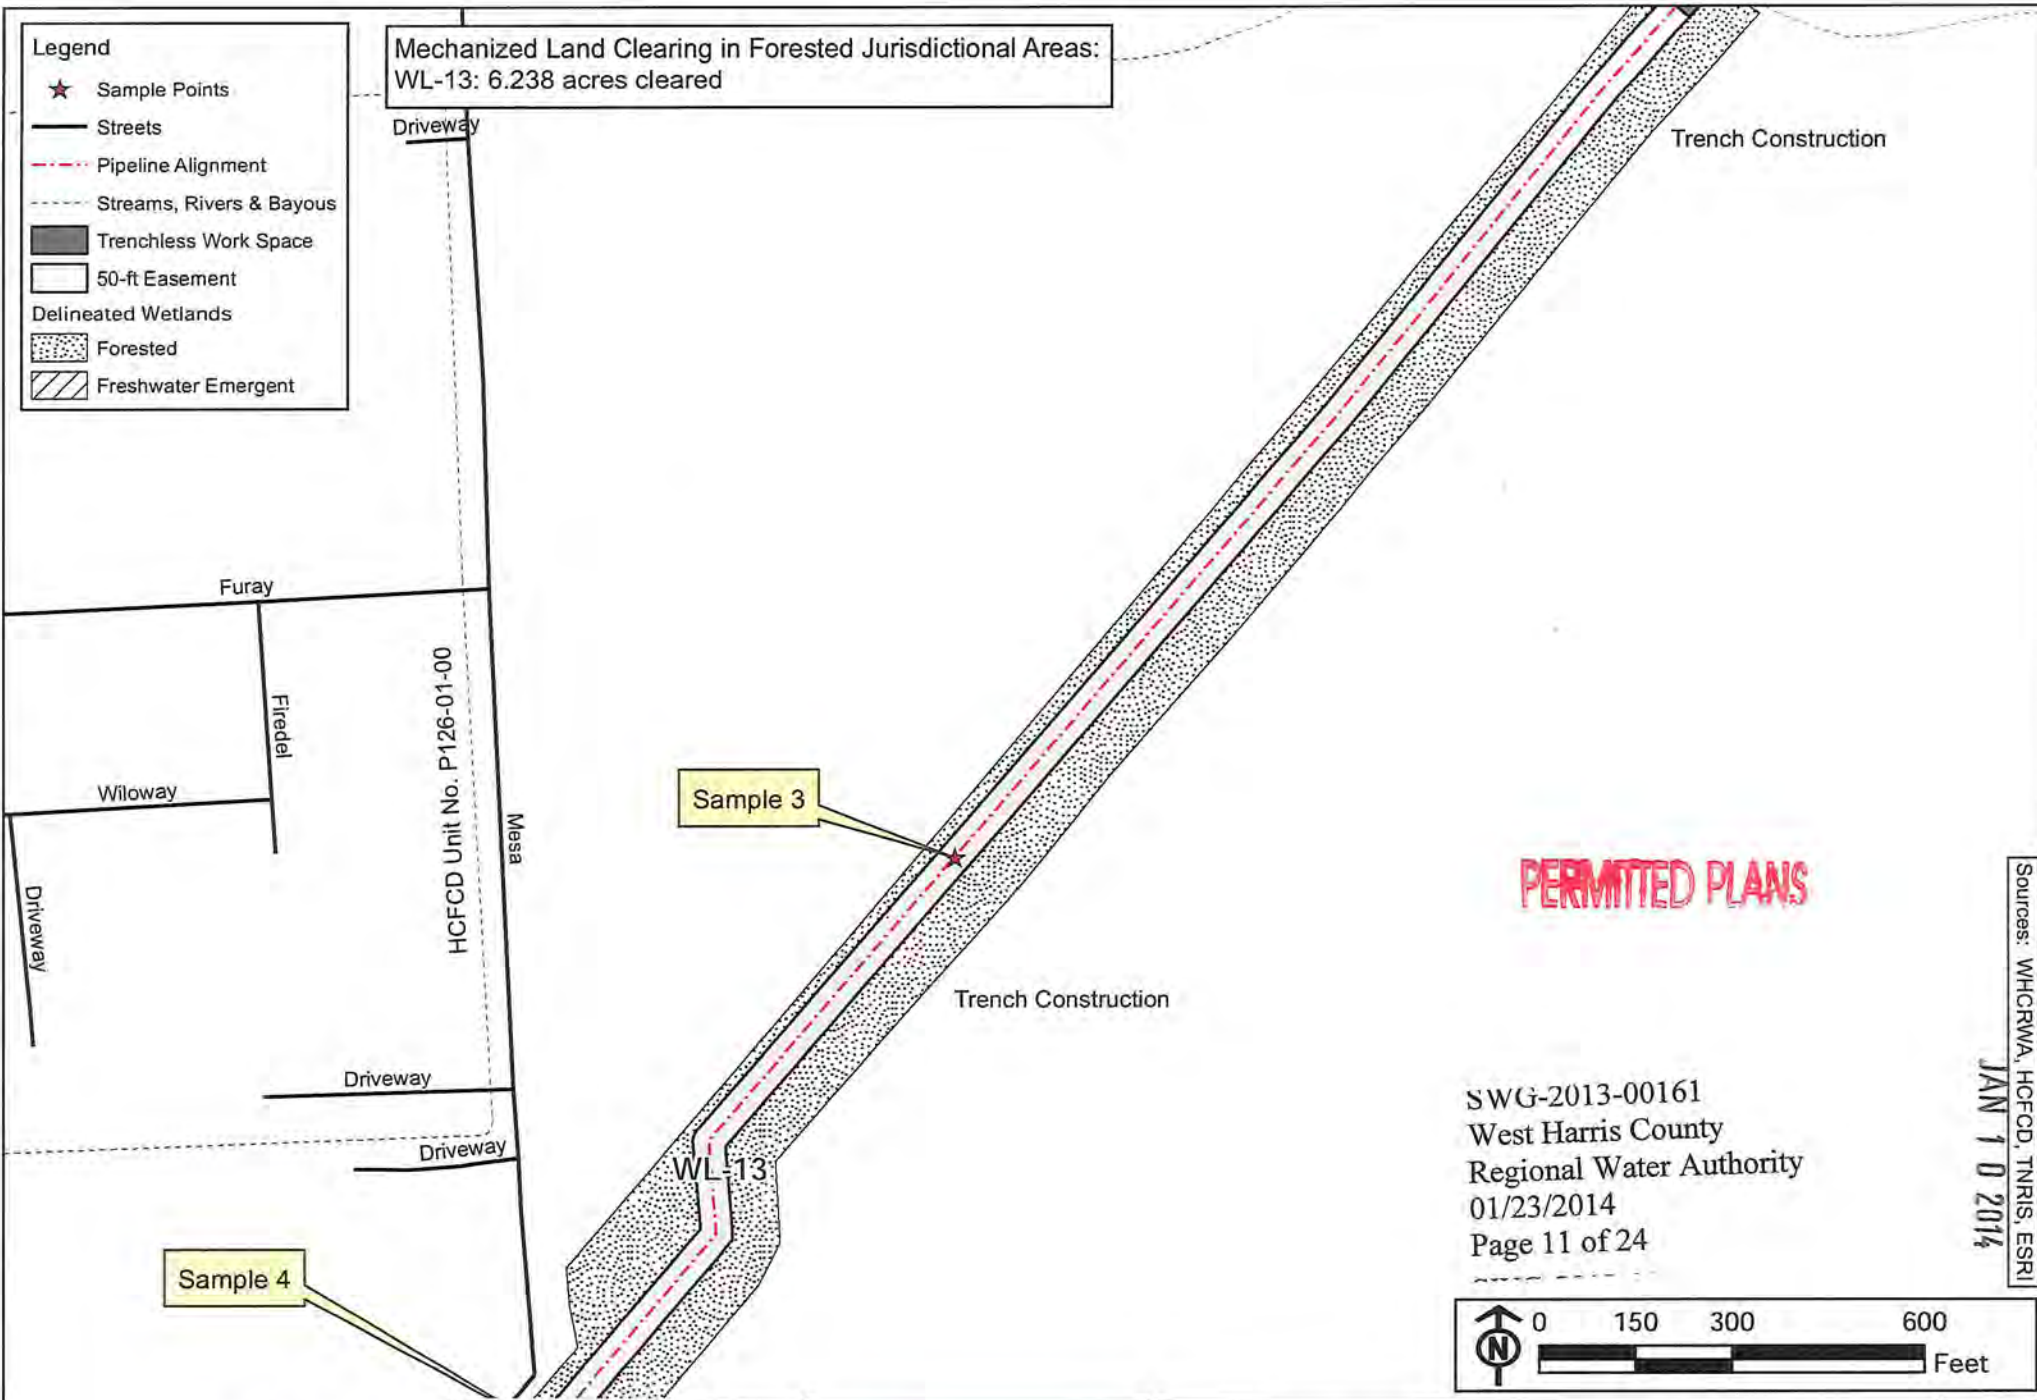 Legend
Sample Points
Streets
Pipeline Alignment
Streams, Rivers & Bayous
Trenchless Work Space
50-ft Easement
Delineated Wetlands
Forested
Freshwater Emergent
Mechanized Land Clearing in Forested Jurisdictional Areas:
WL-13: 6.238 acres cleared
Driveway
Trench Construction
Furay
Firedel
HCFCD Unit No. P126-01-00
Wiloway
Mesa
Sample 3
Driveway
PERMITTED PLANS
Trench Construction
Driveway
Driveway
WL-13
Sample 4
SWG-2013-00161
West Harris County
Regional Water Authority
01/23/2014
Page 11 of 24
JAN 10 2014
Sources: WHCRWA, HCFCD, TNRIS, ESRI
N
0 150 300 600
Feet